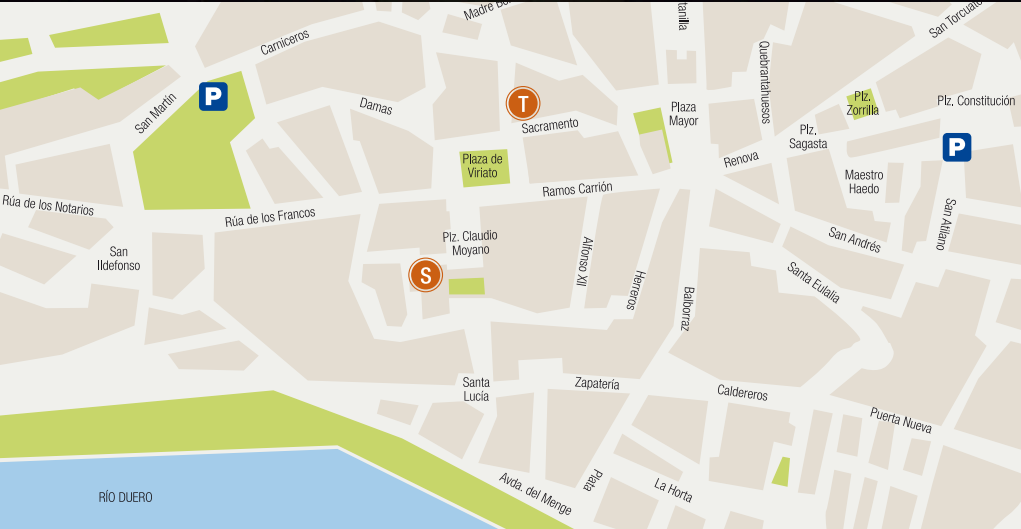 Madre
tanilla
San Torcuato
Carniceros
Quebrantahuesos
P
San Martín
Damas
T
Sacramento
Plaza
Mayor
Plz.
Zorrilla
Plz. Constitución
Plz.
Sagasta
P
Plaza de
Viriato
Renova
Maestro
Haedo
Ramos Carrión
Rúa de los Notarios
Rúa de los Francos
San Atilano
San
Ildefonso
Plz. Claudio
Moyano
San Andrés
Alfonso XII
S
Herreros
Santa Eulalia
Balborraz
Santa
Lucía
Zapatería
Caldereros
Puerta Nueva
RÍO DUERO
Avda. del Menge
Plata
La Horta